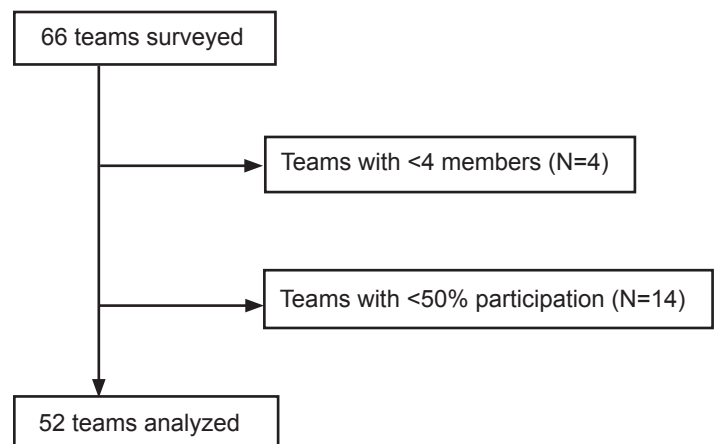 66 teams surveyed
Teams with <4 members (N=4)
Teams with <50% participation (N=14)
52 teams analyzed